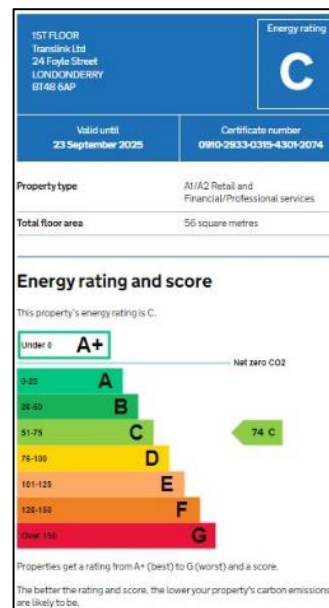 1ST FLOOR
Translink Ltd
24 Foyle Street
LONDONDERRY
BT48 6AP
Energy rating
C
Valid until
23 September 2025
Certificate number
0910-2933-0315-4301-2074
Property type
A1/A2 Retail and
Financial/Professional services
Total floor area
56 square metres
Energy rating and score
This property's energy rating is C.
Under 0 A+
Net zero CO2
0-25 A
26-50 B
51-75 C
74 C
76-100 D
101-125 E
126-150 F
Over 150 G
Properties get a rating from A+ (best) to G (worst) and a score.
The better the rating and score, the lower your property's carbon emissions
are likely to be.